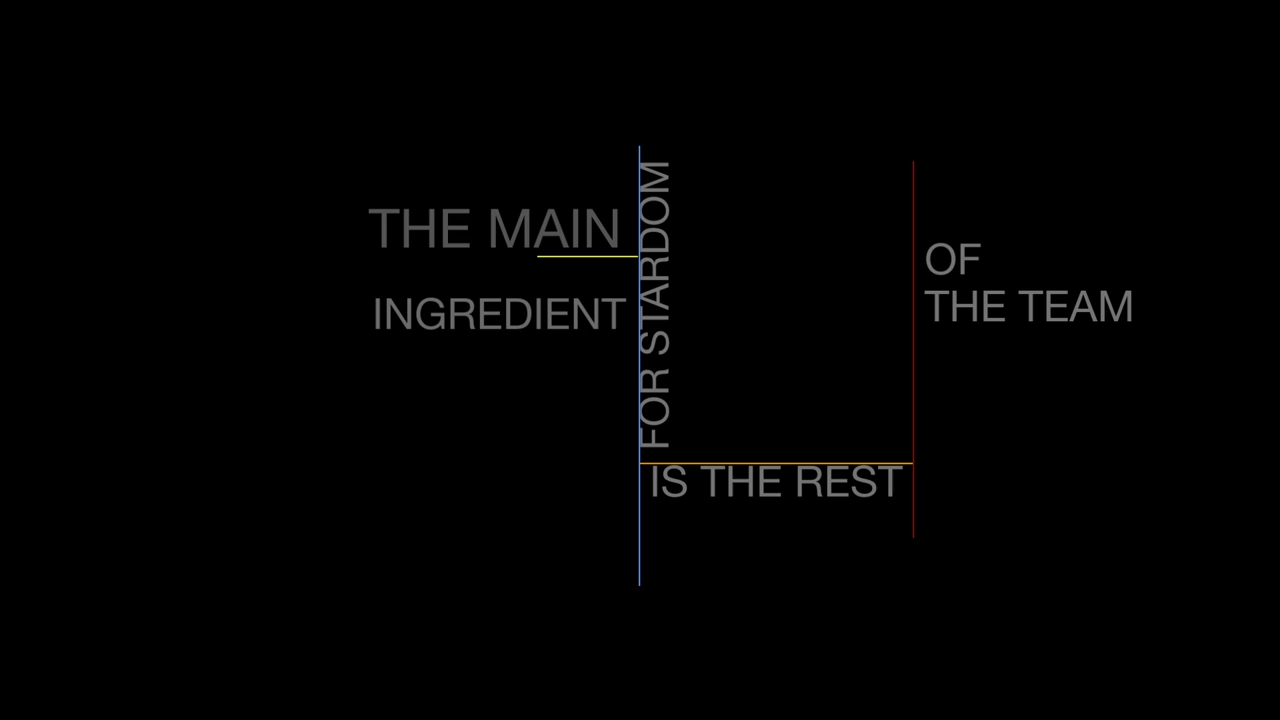 THE MAIN
INGREDIENT
FOR STARDOM
IS THE REST
OF
THE TEAM